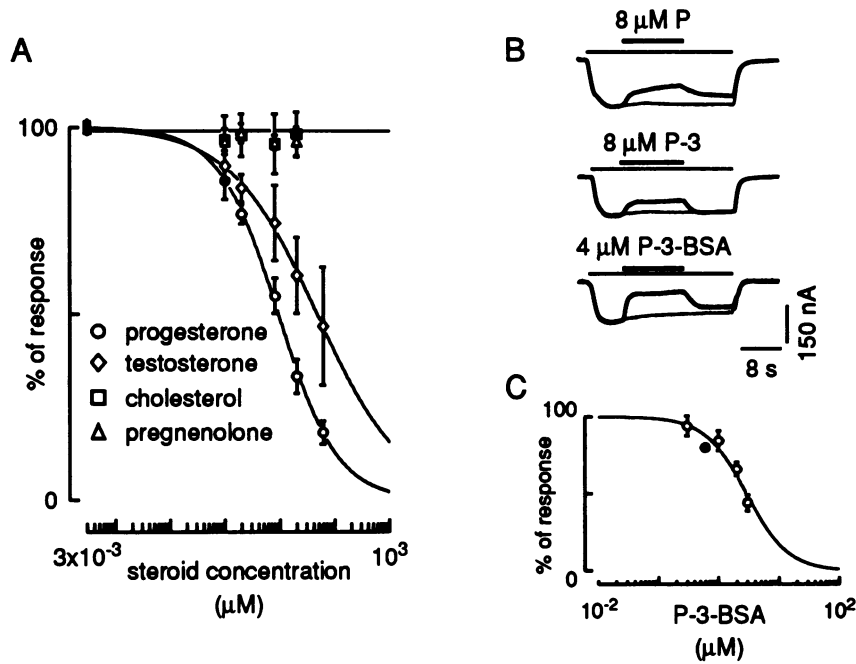 A
100
% of response
progesterone
testosterone
cholesterol
pregnenolone
0
3x10-3
103
steroid concentration
(µM)
B
8 µM P
8 µM P-3
4 µM P-3-BSA
150 nA
8 s
C
100
% of response
0
10-2
102
P-3-BSA
(µM)